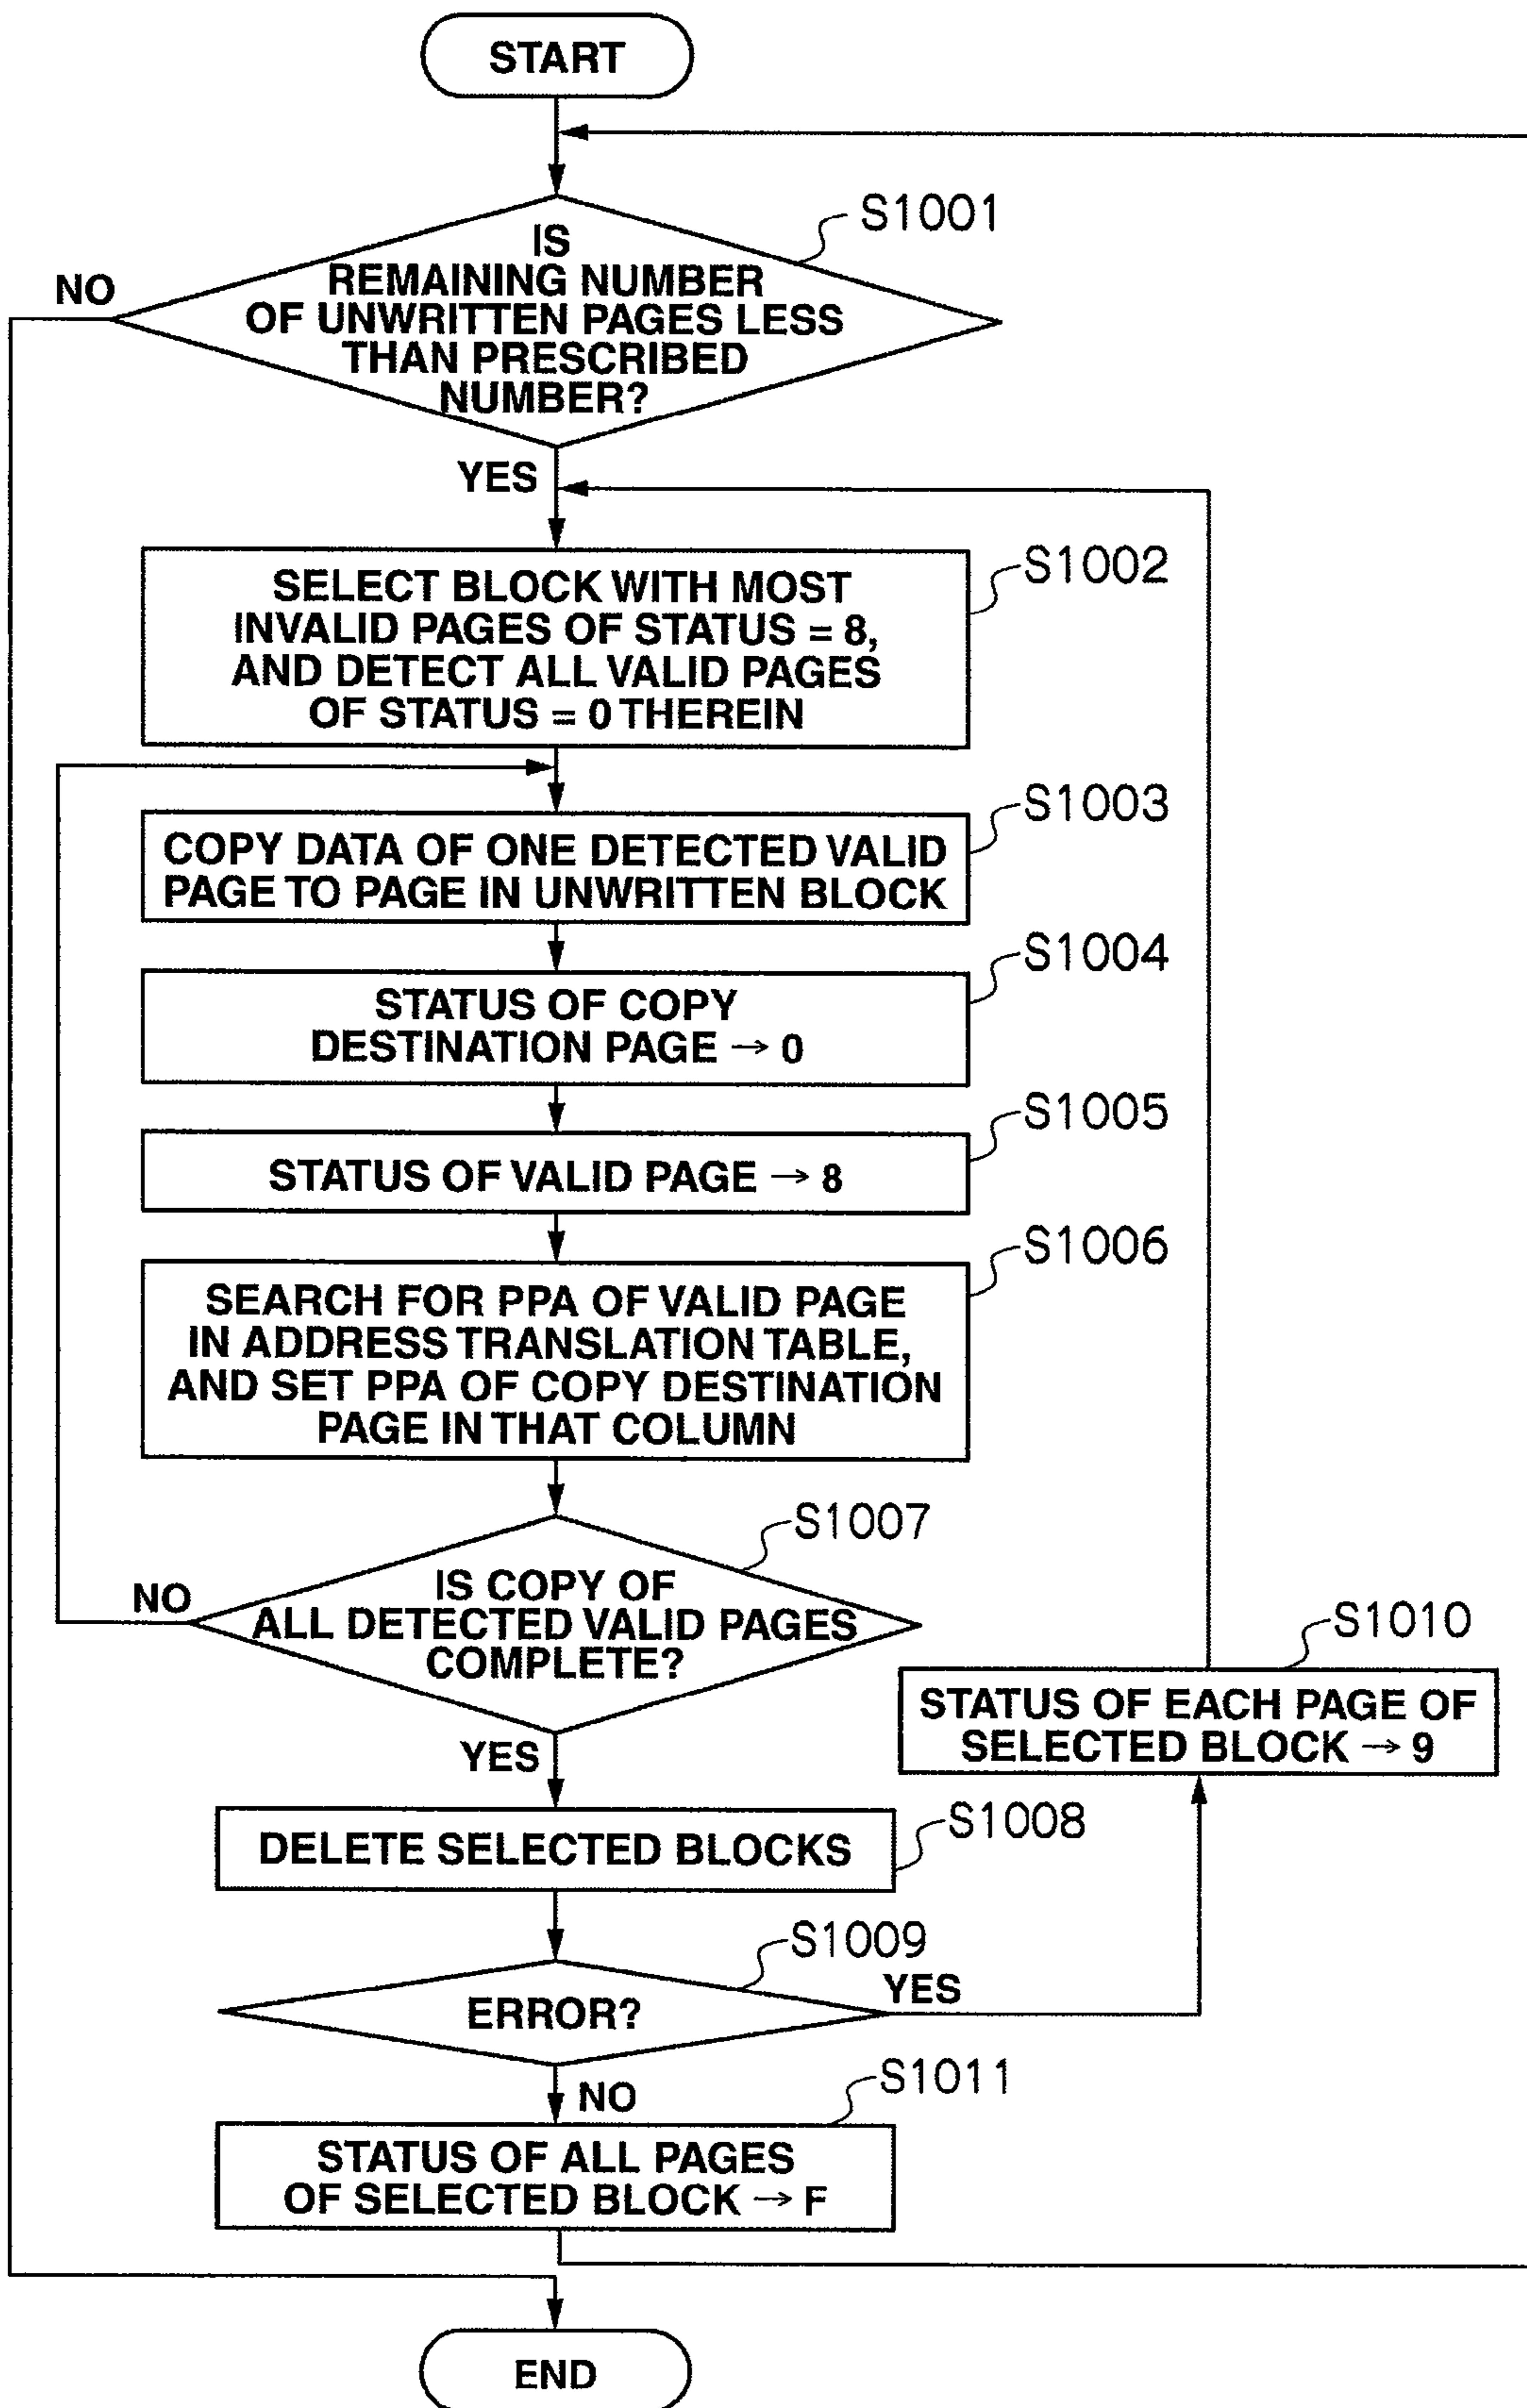 START
S1001
IS
REMAINING NUMBER
OF UNWRITTEN PAGES LESS
THAN PRESCRIBED
NUMBER?
NO
YES
S1002
SELECT BLOCK WITH MOST
INVALID PAGES OF STATUS = 8,
AND DETECT ALL VALID PAGES
OF STATUS = 0 THEREIN
S1003
COPY DATA OF ONE DETECTED VALID
PAGE TO PAGE IN UNWRITTEN BLOCK
S1004
STATUS OF COPY
DESTINATION PAGE → 0
S1005
STATUS OF VALID PAGE → 8
S1006
SEARCH FOR PPA OF VALID PAGE
IN ADDRESS TRANSLATION TABLE,
AND SET PPA OF COPY DESTINATION
PAGE IN THAT COLUMN
S1007
IS COPY OF
ALL DETECTED VALID PAGES
COMPLETE?
NO
YES
S1010
STATUS OF EACH PAGE OF
SELECTED BLOCK → 9
S1008
DELETE SELECTED BLOCKS
S1009
ERROR?
YES
NO
S1011
STATUS OF ALL PAGES
OF SELECTED BLOCK → F
END